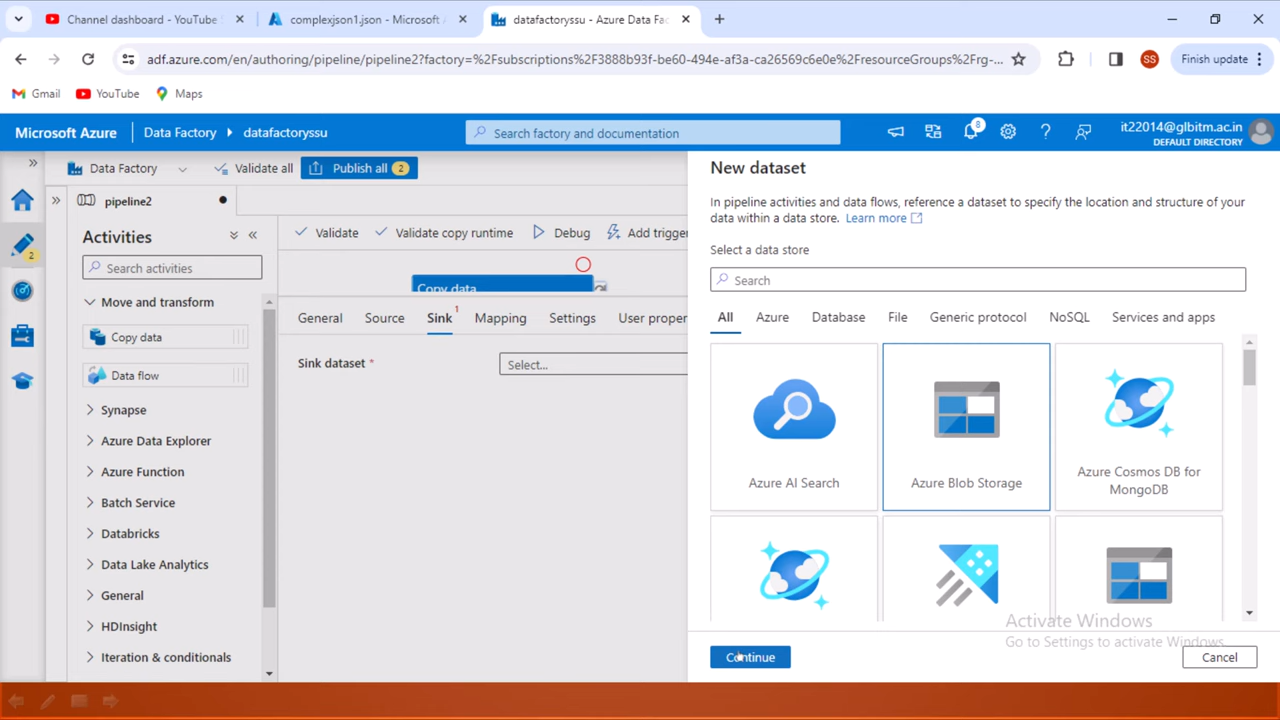 Channel dashboard - YouTube
complexjson1.json - Microsoft
datafactoryssu - Azure Data Fac
adf.azure.com/en/authoring/pipeline/pipeline2?factory=%2Fsubscriptions%2F3888b93f-be60-494e-af3a-ca26569c6e0e%2FresourceGroups%2Frg-...
SS
Finish update
Gmail
YouTube
Maps
Microsoft Azure
Data Factory
datafactoryssu
Search factory and documentation
8
it22014@glbitm.ac.in
DEFAULT DIRECTORY
Data Factory
Validate all
Publish all
2
pipeline2
2
Activities
Search activities
Move and transform
Copy data
Data flow
Synapse
Azure Data Explorer
Azure Function
Batch Service
Databricks
Data Lake Analytics
General
HDInsight
Iteration & conditionals
Validate
Validate copy runtime
Debug
Add trigger
Copy data
General
Source
Sink
1
Mapping
Settings
User proper
Sink dataset *
Select...
New dataset
In pipeline activities and data flows, reference a dataset to specify the location and structure of your
data within a data store. Learn more
Select a data store
Search
All
Azure
Database
File
Generic protocol
NoSQL
Services and apps
Azure AI Search
Azure Blob Storage
Azure Cosmos DB for
MongoDB
Activate Windows
Go to Settings to activate Windows.
Continue
Cancel